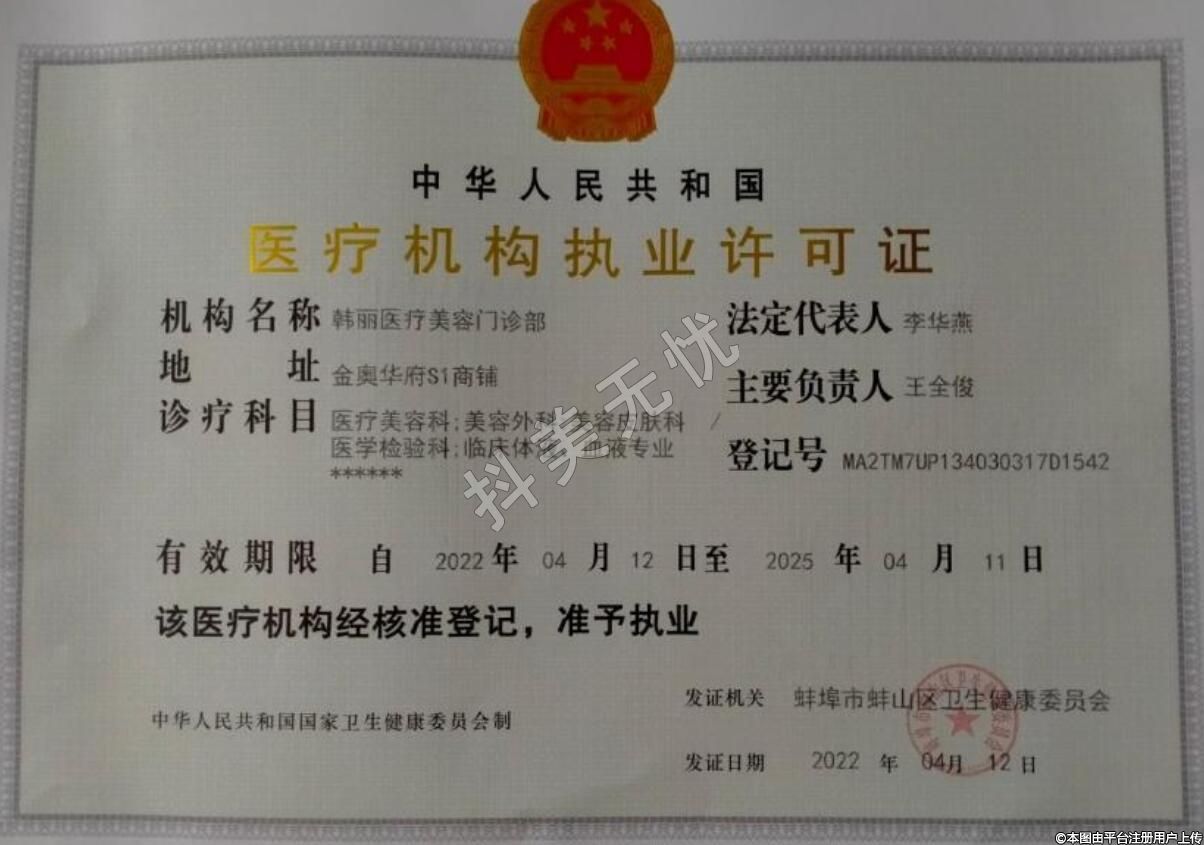 中华人民共和国
医疗机构执业许可证
机构名称 韩丽医疗美容门诊部
法定代表人 李华燕
地址 金奥华府S1商铺
主要负责人 王全俊
诊疗科目 医疗美容科;美容外科 美容皮肤科 /
医学检验科;临床体液、血液专业
******
登记号 MA2TM7UP134030317D1542
有效期限 自 2022 年 04 月 12 日至 2025 年 04 月 11 日
该医疗机构经核准登记，准予执业
发证机关 蚌埠市蚌山区卫生健康委员会
中华人民共和国国家卫生健康委员会制
发证日期 2022 年 04月 12 日
抖美无忧
©本图由平台注册用户上传